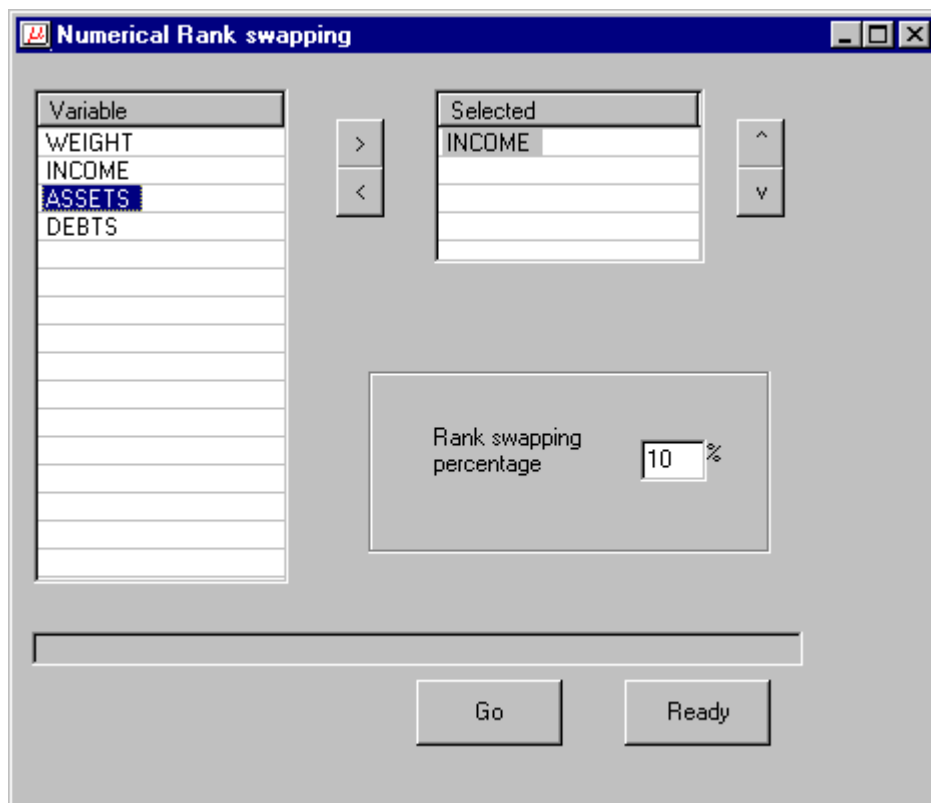 μ Numerical Rank swapping
Variable
WEIGHT
INCOME
ASSETS
DEBTS
>
<
Selected
INCOME
^
v
Rank swapping
percentage
10 %
Go
Ready